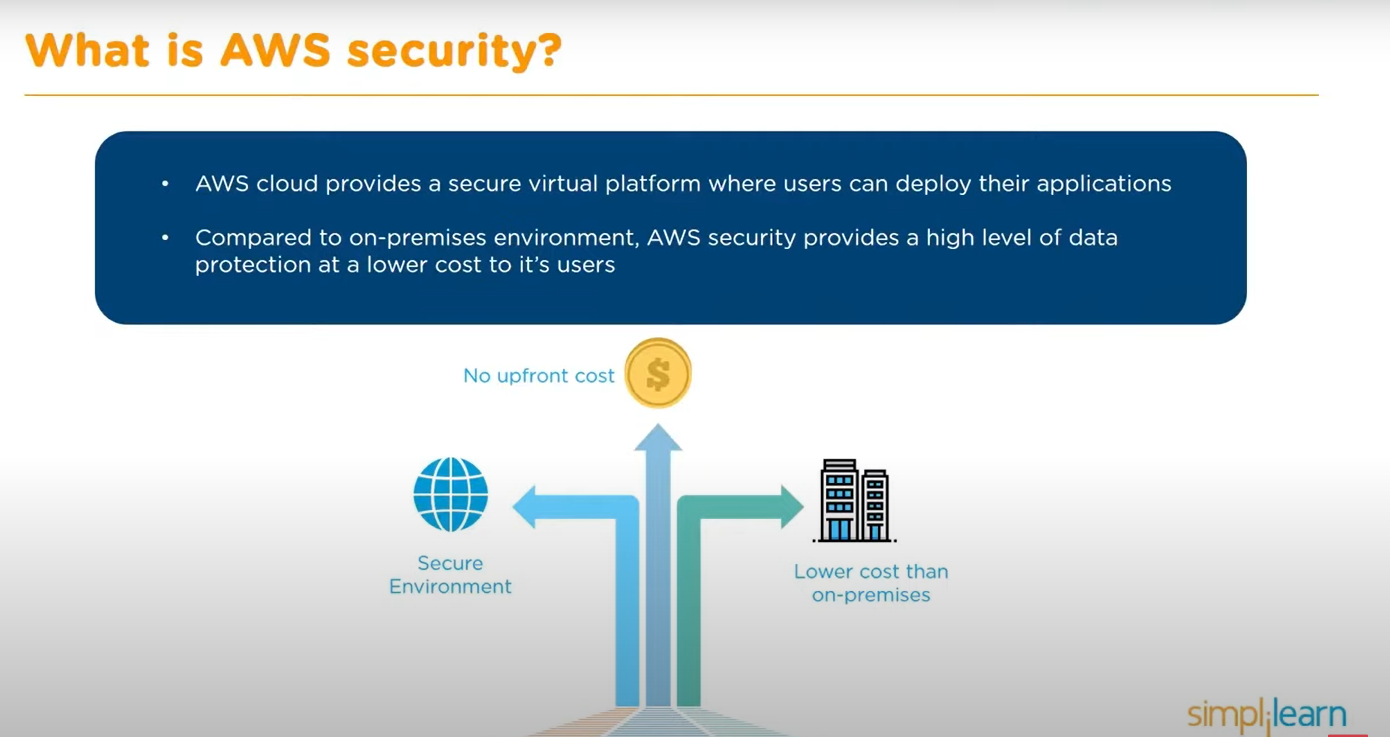 What is AWS security?
• AWS cloud provides a secure virtual platform where users can deploy their applications
• Compared to on-premises environment, AWS security provides a high level of data
protection at a lower cost to it’s users
No upfront cost
$
Secure
Environment
Lower cost than
on-premises
simplilearn